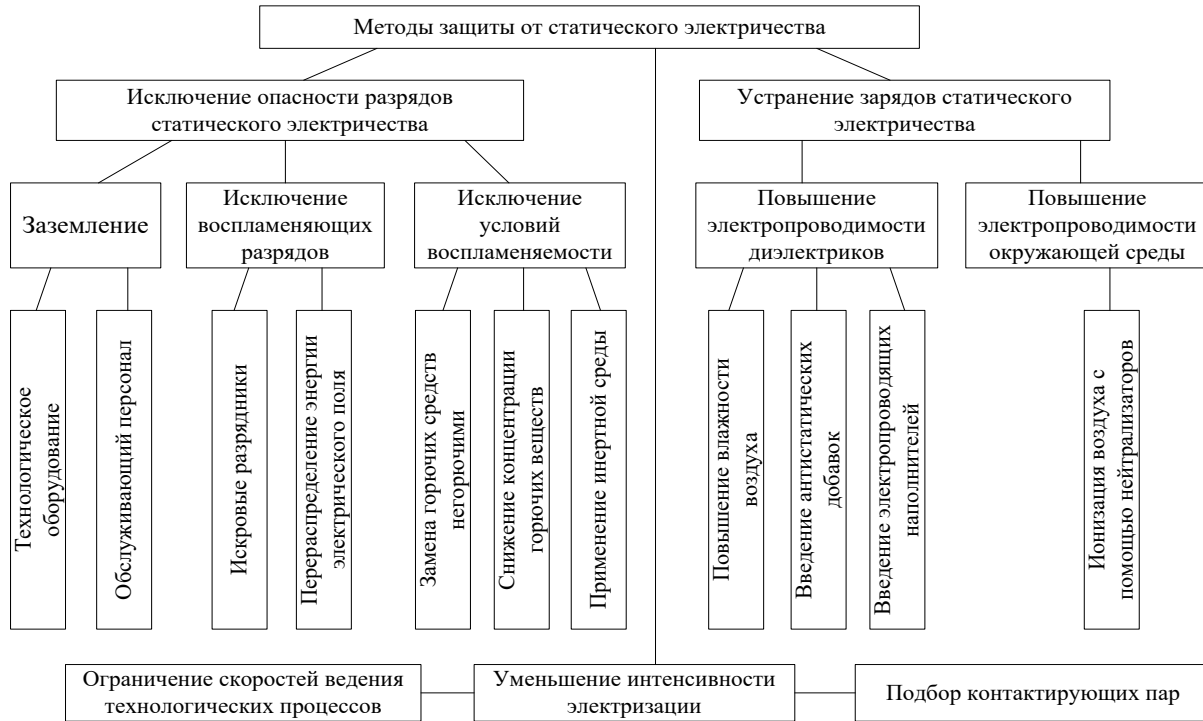 Методы защиты от статического электричества
Исключение опасности разрядов
статического электричества
Устранение зарядов статического
электричества
Заземление
Исключение
воспламеняющих
разрядов
Исключение
условий
воспламеняемости
Повышение
электропроводимости
диэлектриков
Повышение
электропроводимости
окружающей среды
Технологическое
оборудование
Обслуживающий персонал
Искровые разрядники
Перераспределение энергии
электрического поля
Замена горючих средств
негорючими
Снижение концентрации
горючих веществ
Применение инертной среды
Повышение влажности
воздуха
Введение антистатических
добавок
Введение электропроводящих
наполнителей
Ионизация воздуха с
помощью нейтрализаторов
Ограничение скоростей ведения
технологических процессов
Уменьшение интенсивности
электризации
Подбор контактирующих пар